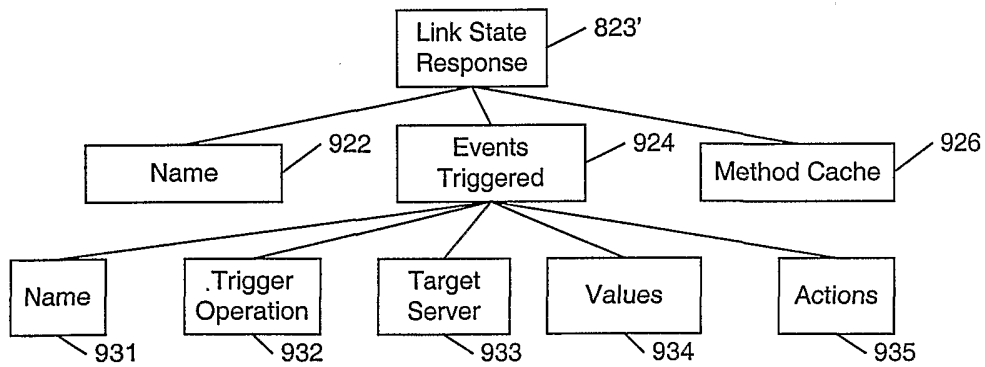 Link State
Response
823'
Name
922
Events
Triggered
924
Method Cache
926
Name
931
.Trigger
Operation
932
Target
Server
933
Values
934
Actions
935